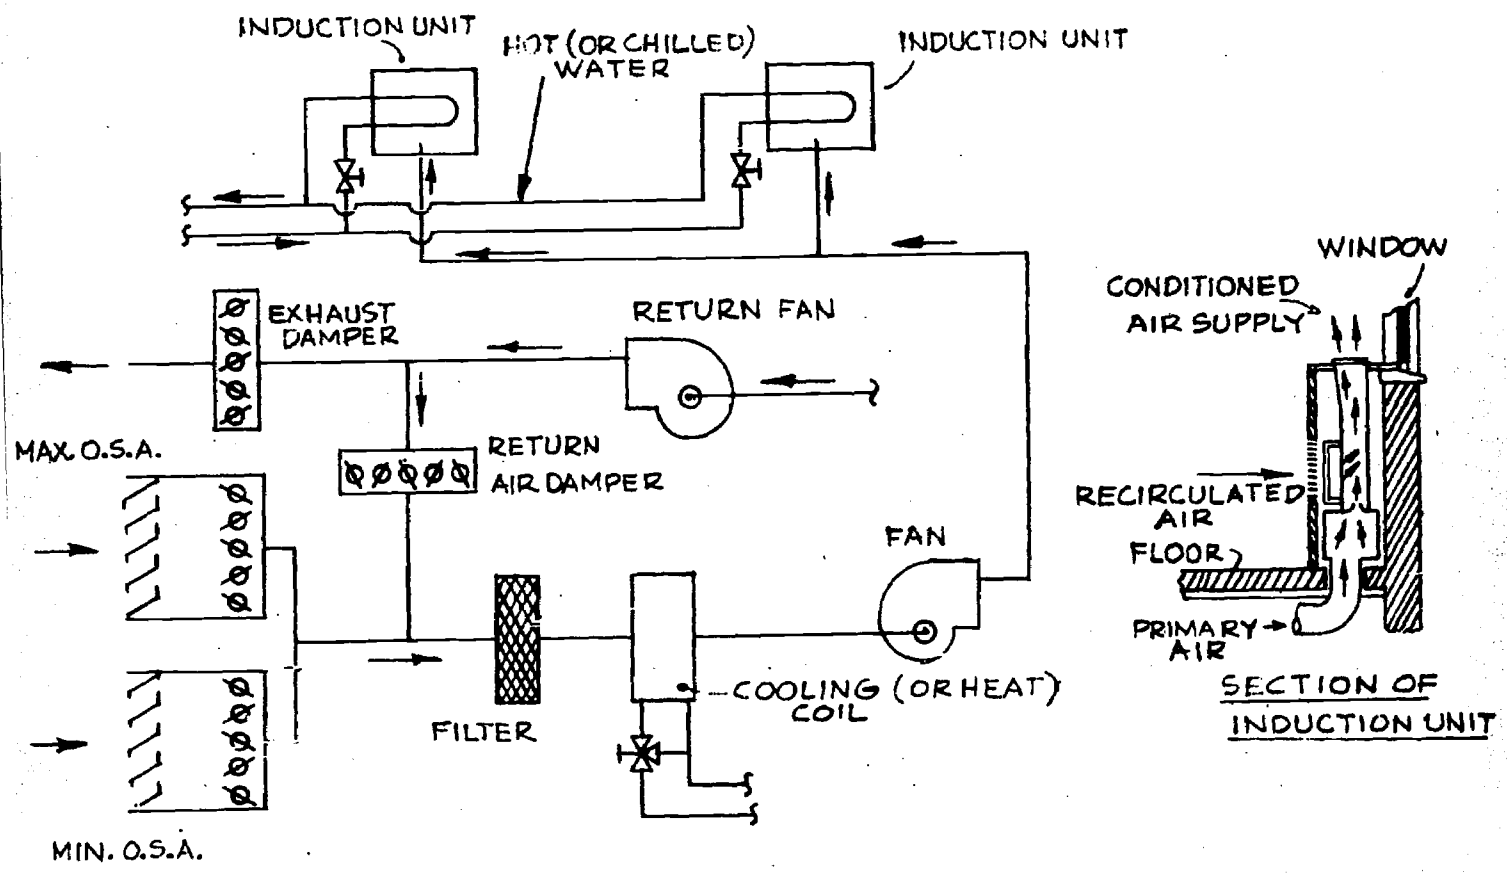 INDUCTION UNIT
HOT (OR CHILLED)
WATER
INDUCTION UNIT
EXHAUST
DAMPER
RETURN FAN
MAX. O.S.A.
RETURN
AIR DAMPER
FAN
FILTER
COOLING (OR HEAT)
COIL
MIN. O.S.A.
WINDOW
CONDITIONED
AIR SUPPLY
RECIRCULATED
AIR
FLOOR
PRIMARY
AIR
SECTION OF
INDUCTION UNIT